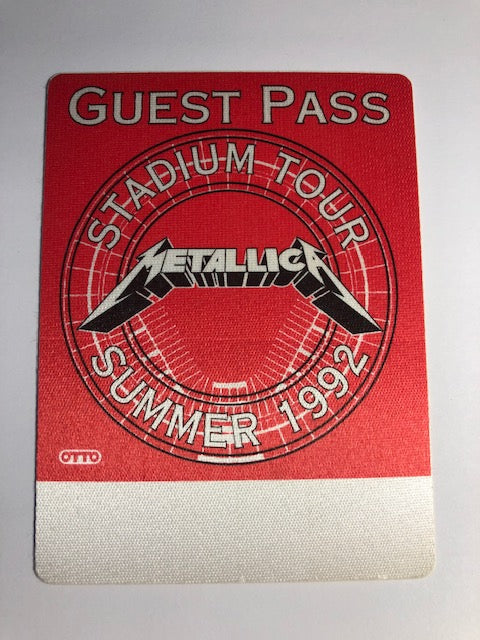 GUEST PASS
STADIUM TOUR
METALLICA
SUMMER 1992
OTTO